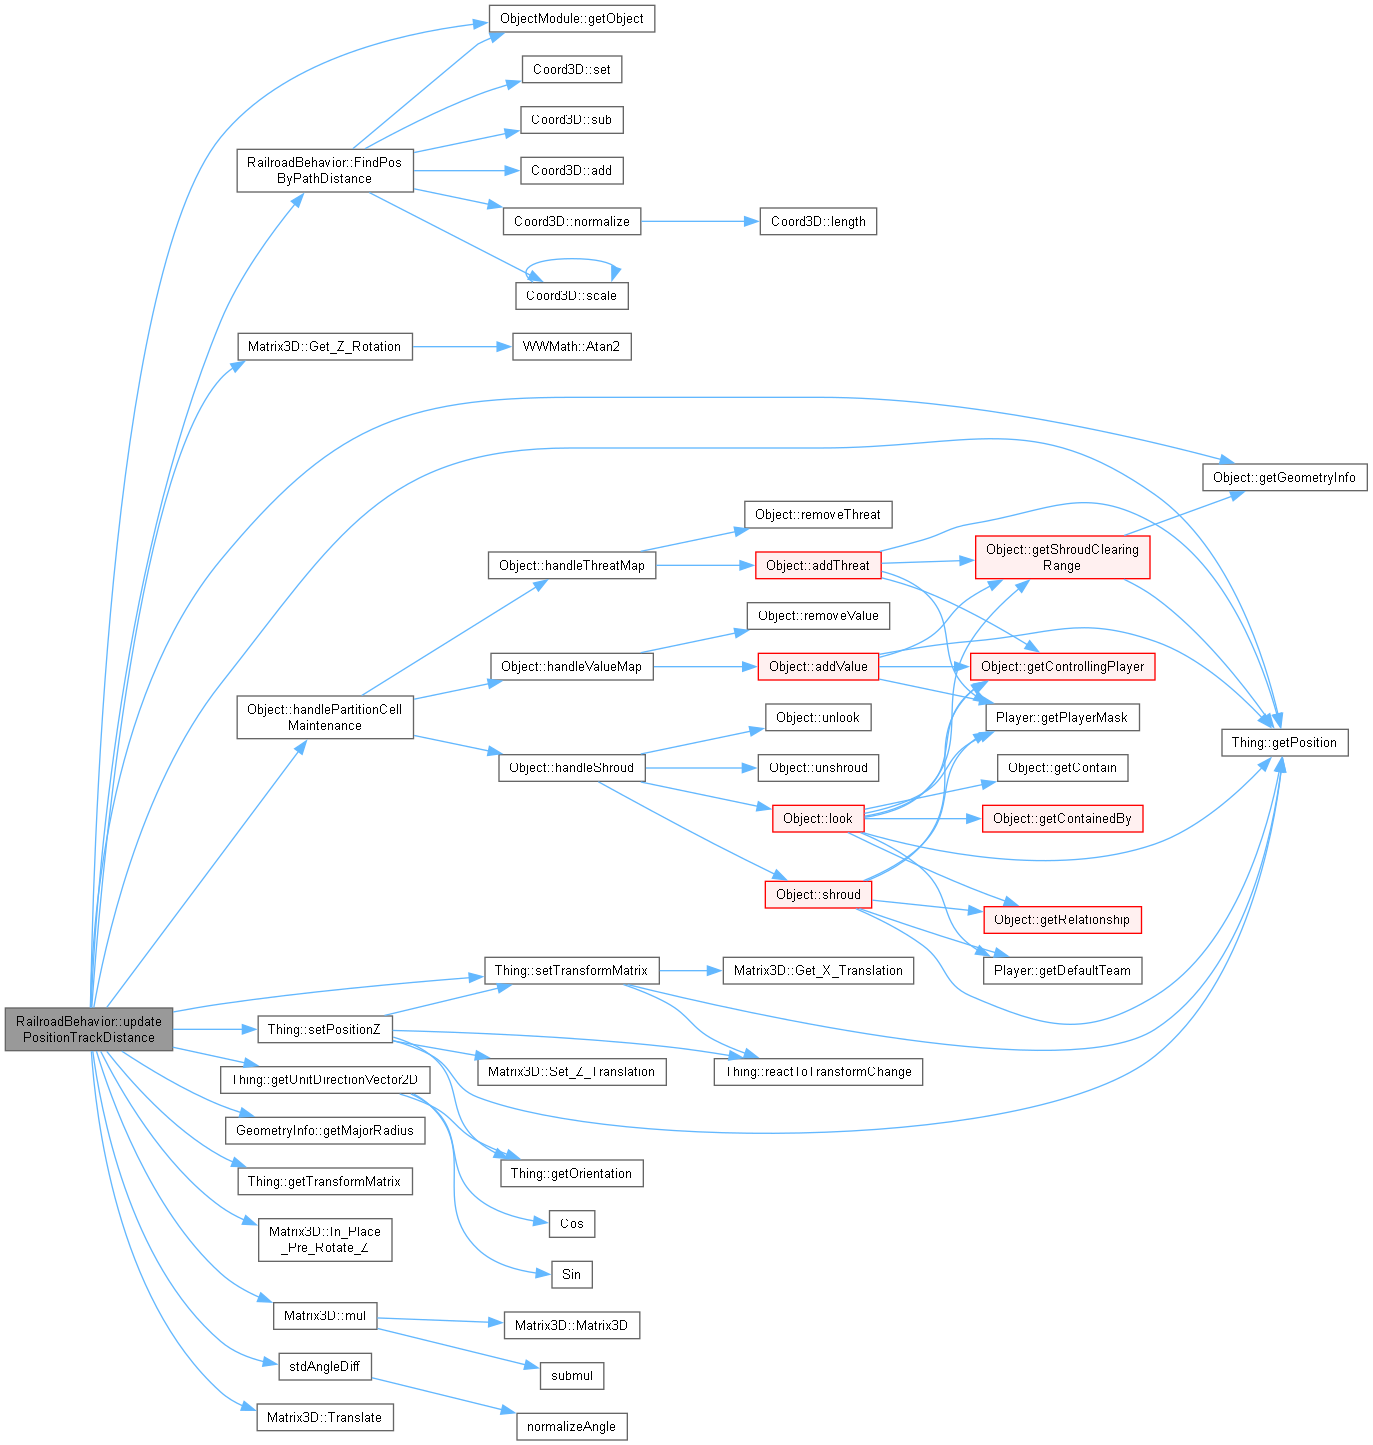 ObjectModule::getObject
Coord3D::set
Coord3D::sub
RailroadBehavior::FindPos
ByPathDistance
Coord3D::add
Coord3D::normalize
Coord3D::length
Coord3D::scale
Matrix3D::Get_Z_Rotation
WWMath::Atan2
Object::getGeometryInfo
Object::removeThreat
Object::handleThreatMap
Object::addThreat
Object::getShroudClearing
Range
Object::removeValue
Object::handleValueMap
Object::addValue
Object::getControllingPlayer
Object::handlePartitionCell
Maintenance
Object::unlook
Player::getPlayerMask
Thing::getPosition
Object::handleShroud
Object::unshroud
Object::getContain
Object::look
Object::getContainedBy
Object::shroud
Object::getRelationship
Thing::setTransformMatrix
Matrix3D::Get_X_Translation
Player::getDefaultTeam
RailroadBehavior::update
PositionTrackDistance
Thing::setPositionZ
Thing::getUnitDirectionVector2D
Matrix3D::Set_Z_Translation
Thing::reactToTransformChange
GeometryInfo::getMajorRadius
Thing::getTransformMatrix
Thing::getOrientation
Matrix3D::In_Place
_Pre_Rotate_Z
Cos
Sin
Matrix3D::mul
Matrix3D::Matrix3D
stdAngleDiff
submul
Matrix3D::Translate
normalizeAngle